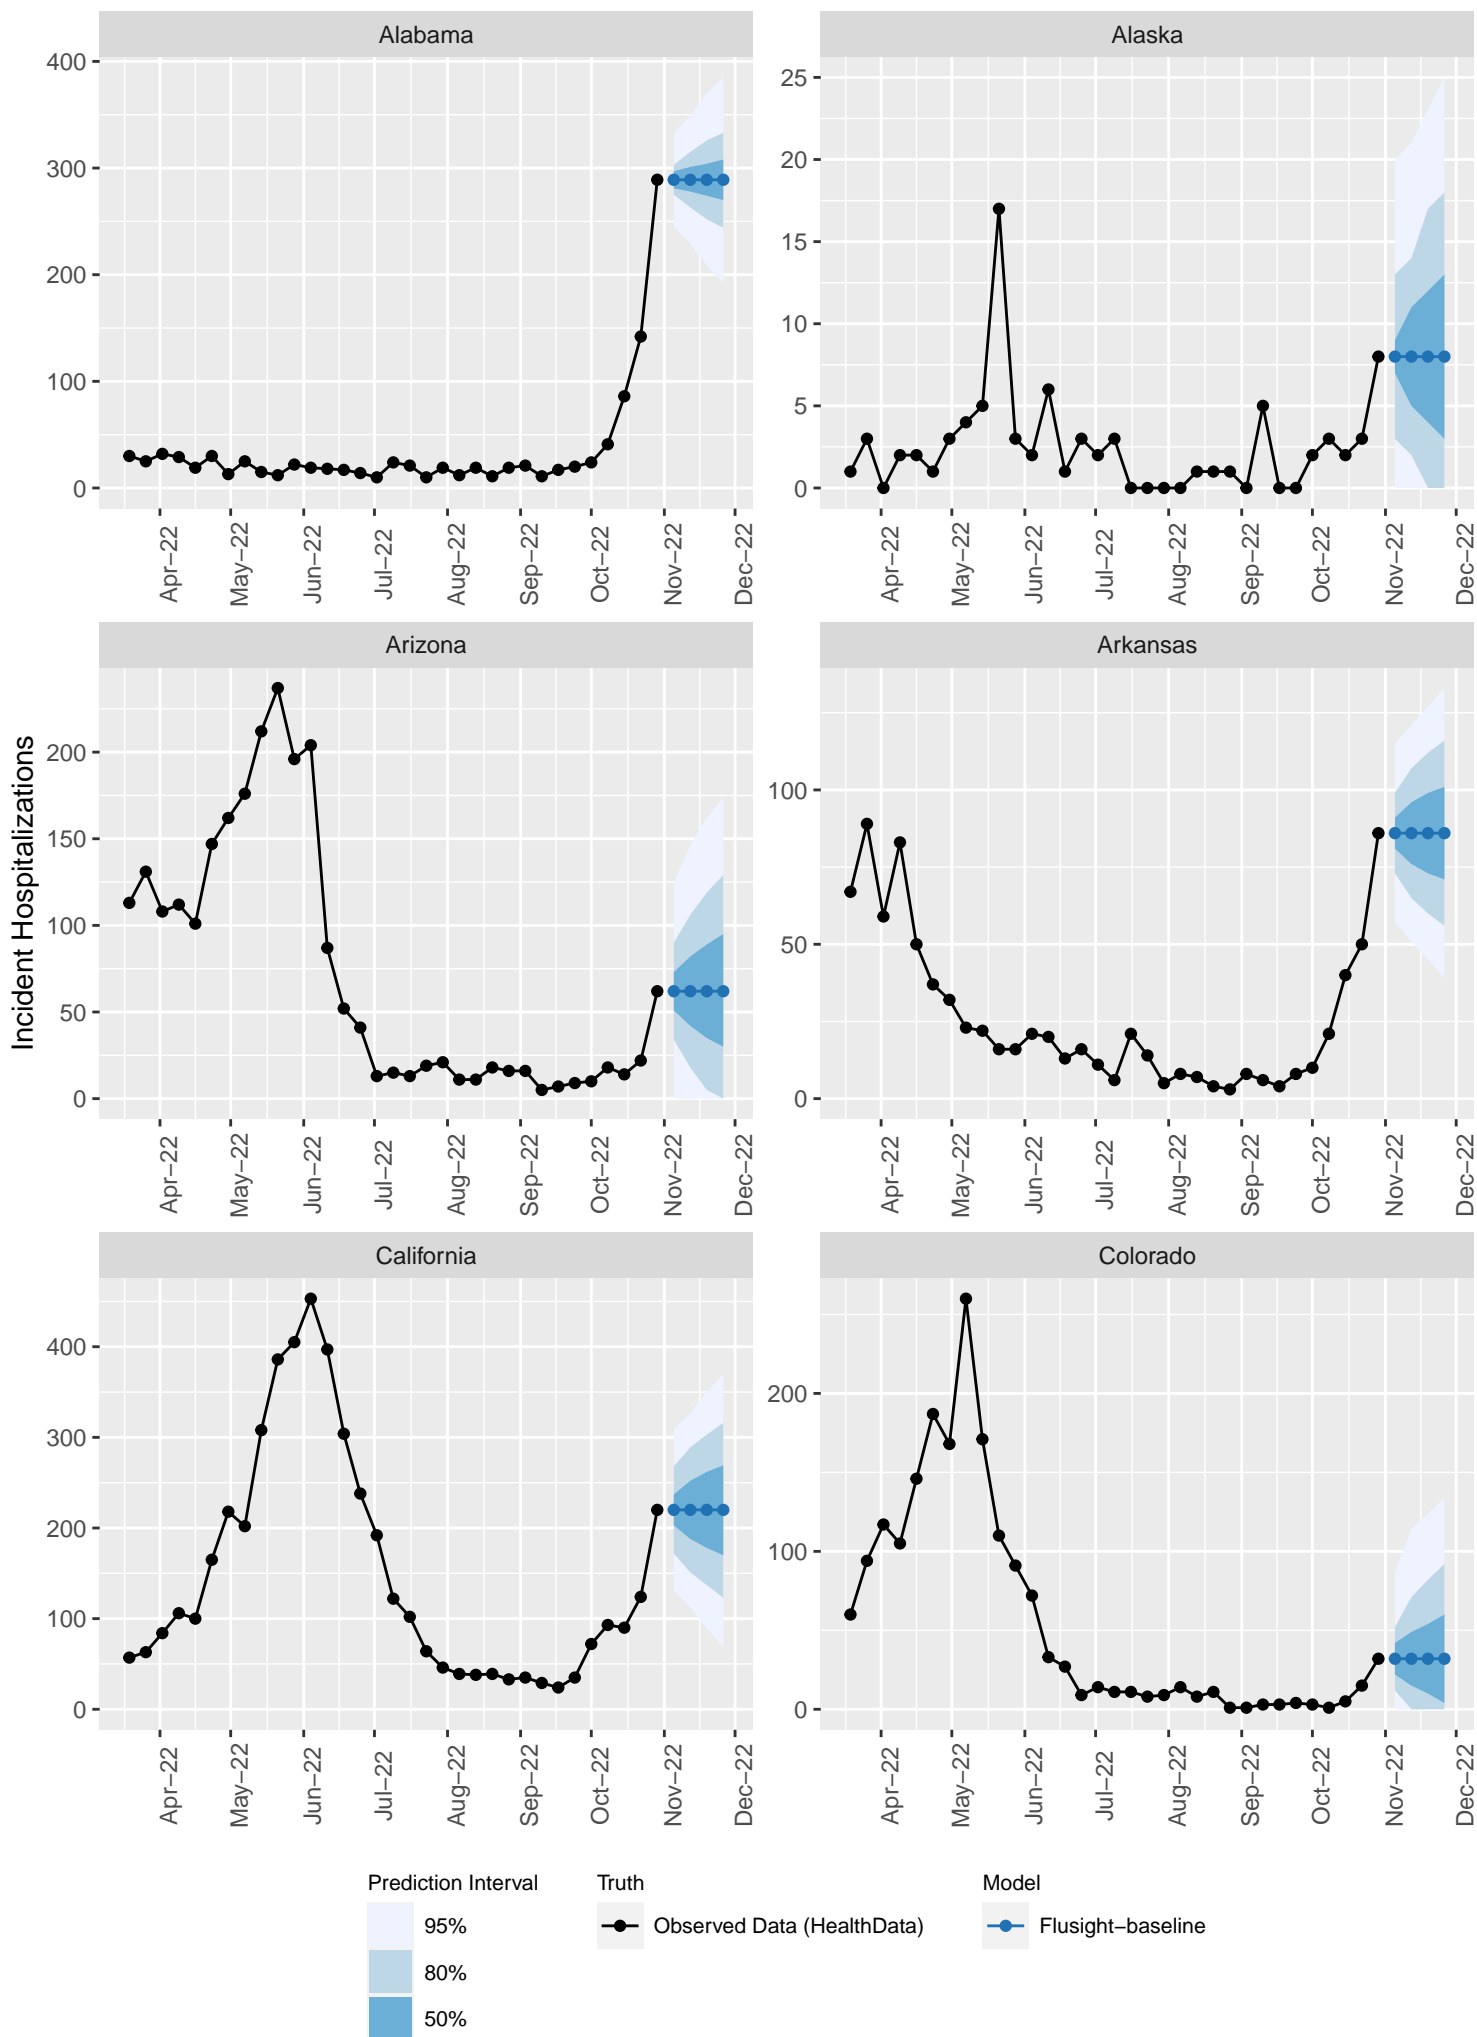 Alabama
Alaska
400
300
200
100
0
25
20
15
10
5
0
Apr−22
May−22
Jun−22
Jul−22
Aug−22
Sep−22
Oct−22
Nov−22
Dec−22
Apr−22
May−22
Jun−22
Jul−22
Aug−22
Sep−22
Oct−22
Nov−22
Dec−22
Incident Hospitalizations
Arizona
Arkansas
200
150
100
50
0
100
50
0
Apr−22
May−22
Jun−22
Jul−22
Aug−22
Sep−22
Oct−22
Nov−22
Dec−22
Apr−22
May−22
Jun−22
Jul−22
Aug−22
Sep−22
Oct−22
Nov−22
Dec−22
California
Colorado
400
300
200
100
0
200
100
0
Apr−22
May−22
Jun−22
Jul−22
Aug−22
Sep−22
Oct−22
Nov−22
Dec−22
Apr−22
May−22
Jun−22
Jul−22
Aug−22
Sep−22
Oct−22
Nov−22
Dec−22
Prediction Interval
95%
80%
50%
Truth
Observed Data (HealthData)
Model
Flusight−baseline